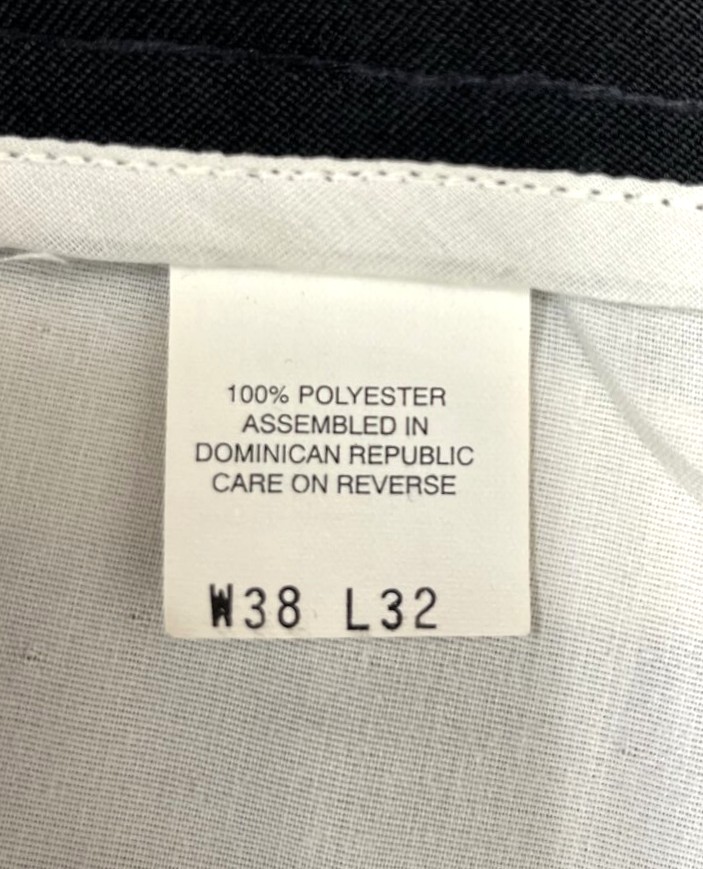 100% POLYESTER
ASSEMBLED IN
DOMINICAN REPUBLIC
CARE ON REVERSE
W38 L32